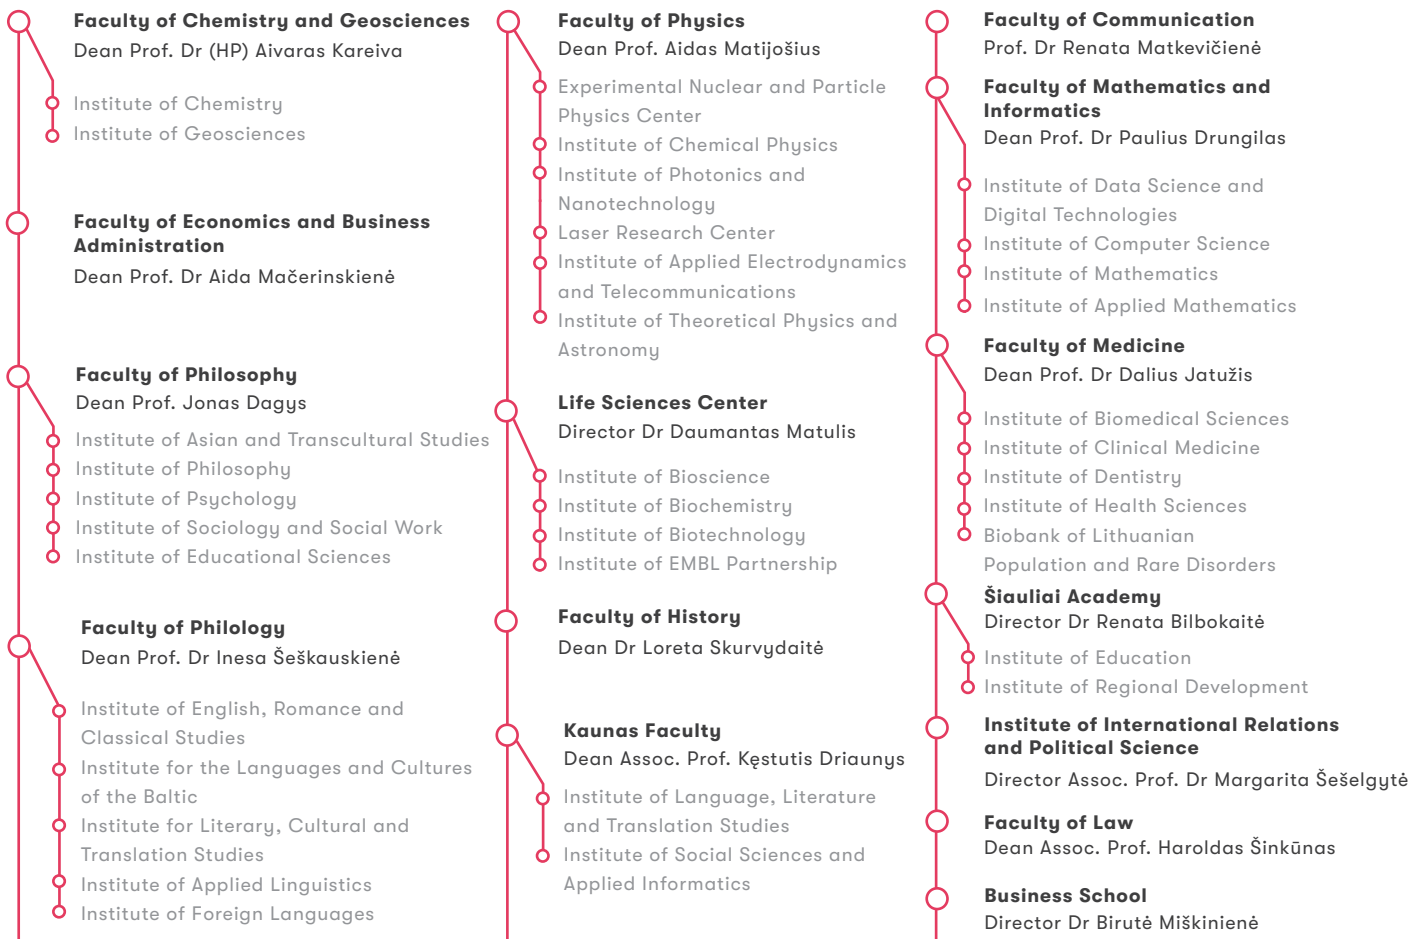 Faculty of Chemistry and Geosciences
Dean Prof. Dr (HP) Aivaras Kareiva
Institute of Chemistry
Institute of Geosciences
Faculty of Economics and Business
Administration
Dean Prof. Dr Aida Mačerinskienė
Faculty of Philosophy
Dean Prof. Jonas Dagys
Institute of Asian and Transcultural Studies
Institute of Philosophy
Institute of Psychology
Institute of Sociology and Social Work
Institute of Educational Sciences
Faculty of Philology
Dean Prof. Dr Inesa Šeškauskienė
Institute of English, Romance and
Classical Studies
Institute for the Languages and Cultures
of the Baltic
Institute for Literary, Cultural and
Translation Studies
Institute of Applied Linguistics
Institute of Foreign Languages
Faculty of Physics
Dean Prof. Aidas Matijošius
Experimental Nuclear and Particle
Physics Center
Institute of Chemical Physics
Institute of Photonics and
Nanotechnology
Laser Research Center
Institute of Applied Electrodynamics
and Telecommunications
Institute of Theoretical Physics and
Astronomy
Life Sciences Center
Director Dr Daumantas Matulis
Institute of Bioscience
Institute of Biochemistry
Institute of Biotechnology
Institute of EMBL Partnership
Faculty of History
Dean Dr Loreta Skurvydaitė
Kaunas Faculty
Dean Assoc. Prof. Kęstutis Driaunys
Institute of Language, Literature
and Translation Studies
Institute of Social Sciences and
Applied Informatics
Faculty of Communication
Prof. Dr Renata Matkevičienė
Faculty of Mathematics and
Informatics
Dean Prof. Dr Paulius Drungilas
Institute of Data Science and
Digital Technologies
Institute of Computer Science
Institute of Mathematics
Institute of Applied Mathematics
Faculty of Medicine
Dean Prof. Dr Dalius Jatužis
Institute of Biomedical Sciences
Institute of Clinical Medicine
Institute of Dentistry
Institute of Health Sciences
Biobank of Lithuanian
Population and Rare Disorders
Šiauliai Academy
Director Dr Renata Bilbokaitė
Institute of Education
Institute of Regional Development
Institute of International Relations
and Political Science
Director Assoc. Prof. Dr Margarita Šešelgytė
Faculty of Law
Dean Assoc. Prof. Haroldas Šinkūnas
Business School
Director Dr Birutė Miškinienė